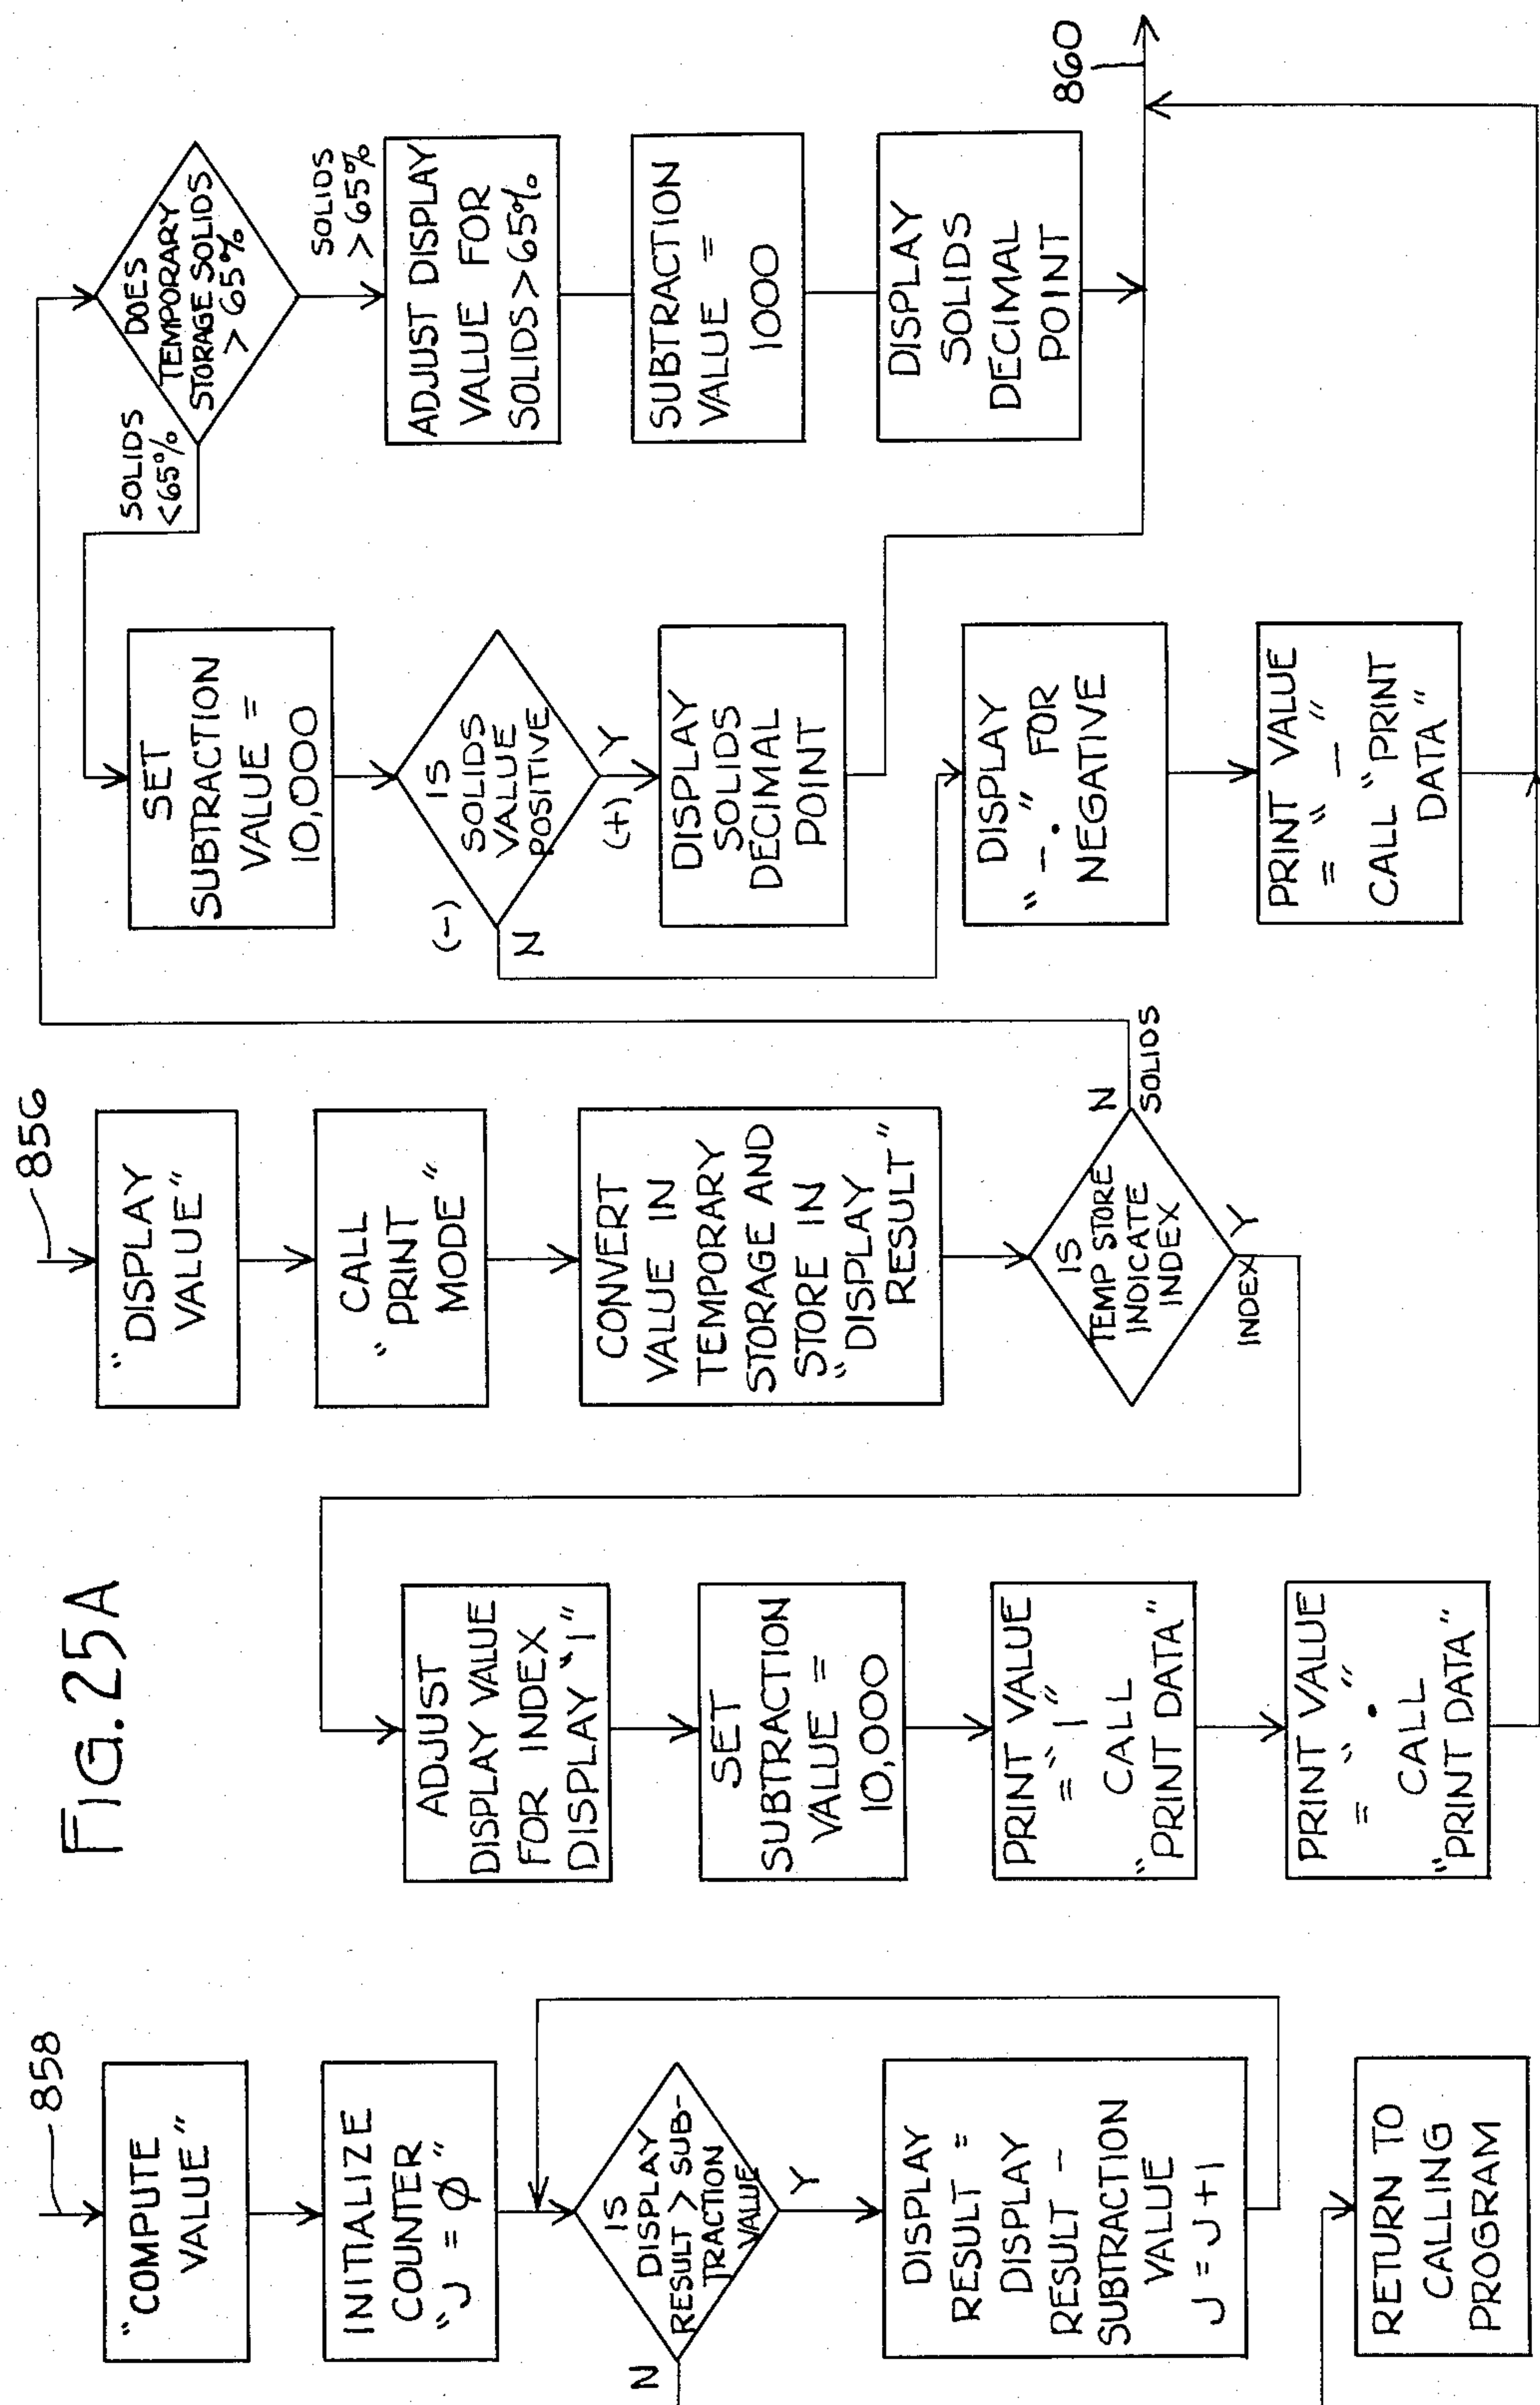 FIG. 25A
858
"COMPUTE
VALUE"
INITIALIZE
COUNTER
"J = Ø"
IS
DISPLAY
RESULT > SUB-
TRACTION
VALUE
N
Y
DISPLAY
RESULT =
DISPLAY
RESULT -
SUBTRACTION
VALUE
J = J + 1
RETURN TO
CALLING
PROGRAM
ADJUST
DISPLAY VALUE
FOR INDEX
DISPLAY "1"
SET
SUBTRACTION
VALUE =
10,000
PRINT VALUE
= "1"
CALL
"PRINT DATA"
PRINT VALUE
= " . "
CALL
"PRINT DATA"
856
"DISPLAY
VALUE"
CALL
"PRINT
MODE"
CONVERT
VALUE IN
TEMPORARY
STORAGE AND
STORE IN
"DISPLAY
RESULT"
IS
TEMP STORE
INDICATE
INDEX
INDEX
Y
N
SOLIDS
SET
SUBTRACTION
VALUE =
10,000
IS
SOLIDS
VALUE
POSITIVE
(-)
N
(+)
Y
DISPLAY
SOLIDS
DECIMAL
POINT
DISPLAY
"-." FOR
NEGATIVE
PRINT VALUE
= " - "
CALL "PRINT
DATA"
DOES
TEMPORARY
STORAGE SOLIDS
> 65%
SOLIDS
<65%
SOLIDS
>65%
ADJUST DISPLAY
VALUE FOR
SOLIDS > 65%
SUBTRACTION
VALUE =
1000
DISPLAY
SOLIDS
DECIMAL
POINT
860